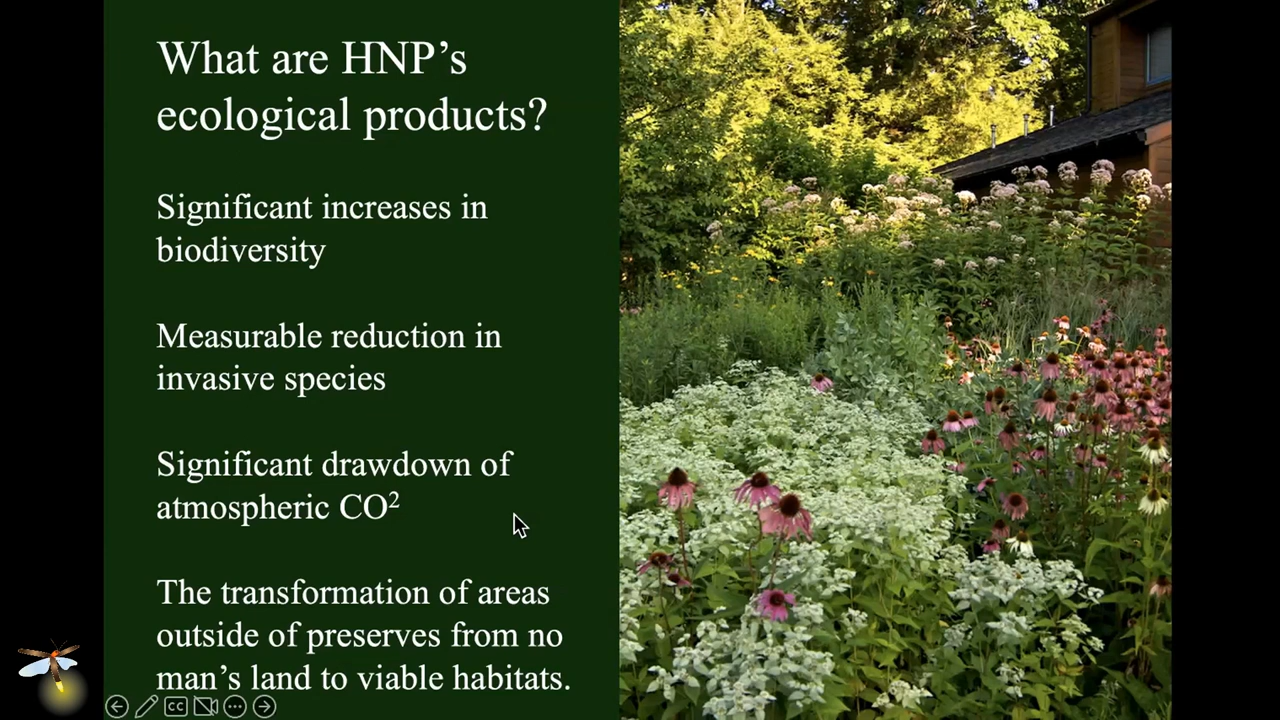 What are HNP’s
ecological products?
Significant increases in
biodiversity
Measurable reduction in
invasive species
Significant drawdown of
atmospheric CO²
The transformation of areas
outside of preserves from no
man’s land to viable habitats.
CC